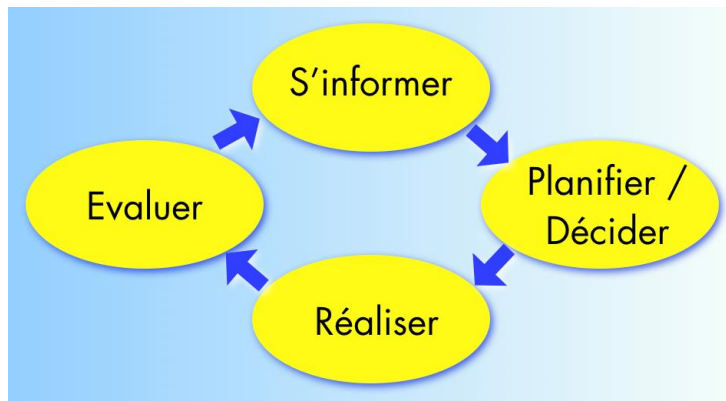 S'informer
Planifier /
Décider
Réaliser
Evaluer